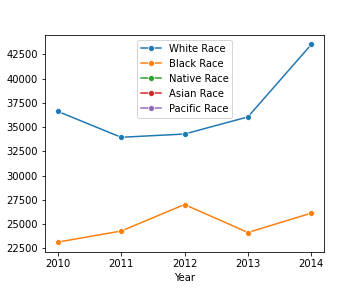 White Race
Black Race
Native Race
Asian Race
Pacific Race
42500
40000
37500
35000
32500
30000
27500
25000
22500
2010 2011 2012 2013 2014
Year